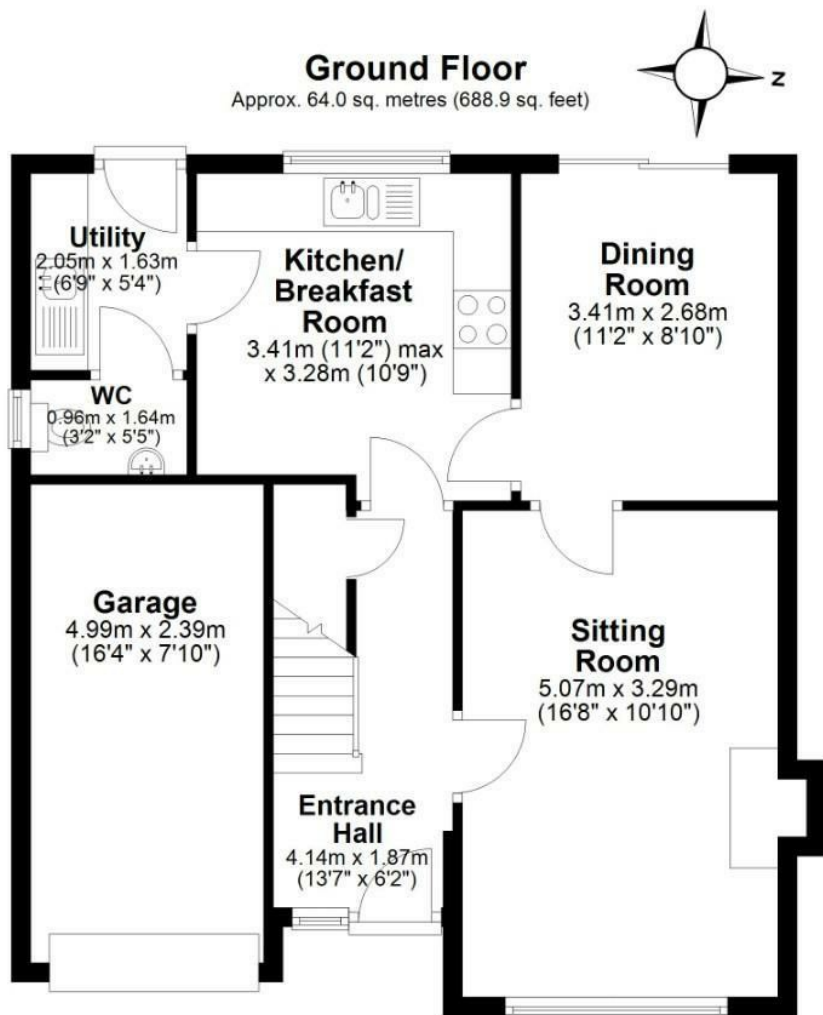 Ground Floor
Approx. 64.0 sq. metres (688.9 sq. feet)
N
Utility
2.05m x 1.63m
(6'9" x 5'4")
Kitchen/
Breakfast
Room
3.41m (11'2") max
x 3.28m (10'9")
Dining
Room
3.41m x 2.68m
(11'2" x 8'10")
WC
0.96m x 1.64m
(3'2" x 5'5")
Garage
4.99m x 2.39m
(16'4" x 7'10")
Sitting
Room
5.07m x 3.29m
(16'8" x 10'10")
Entrance
Hall
4.14m x 1.87m
(13'7" x 6'2")